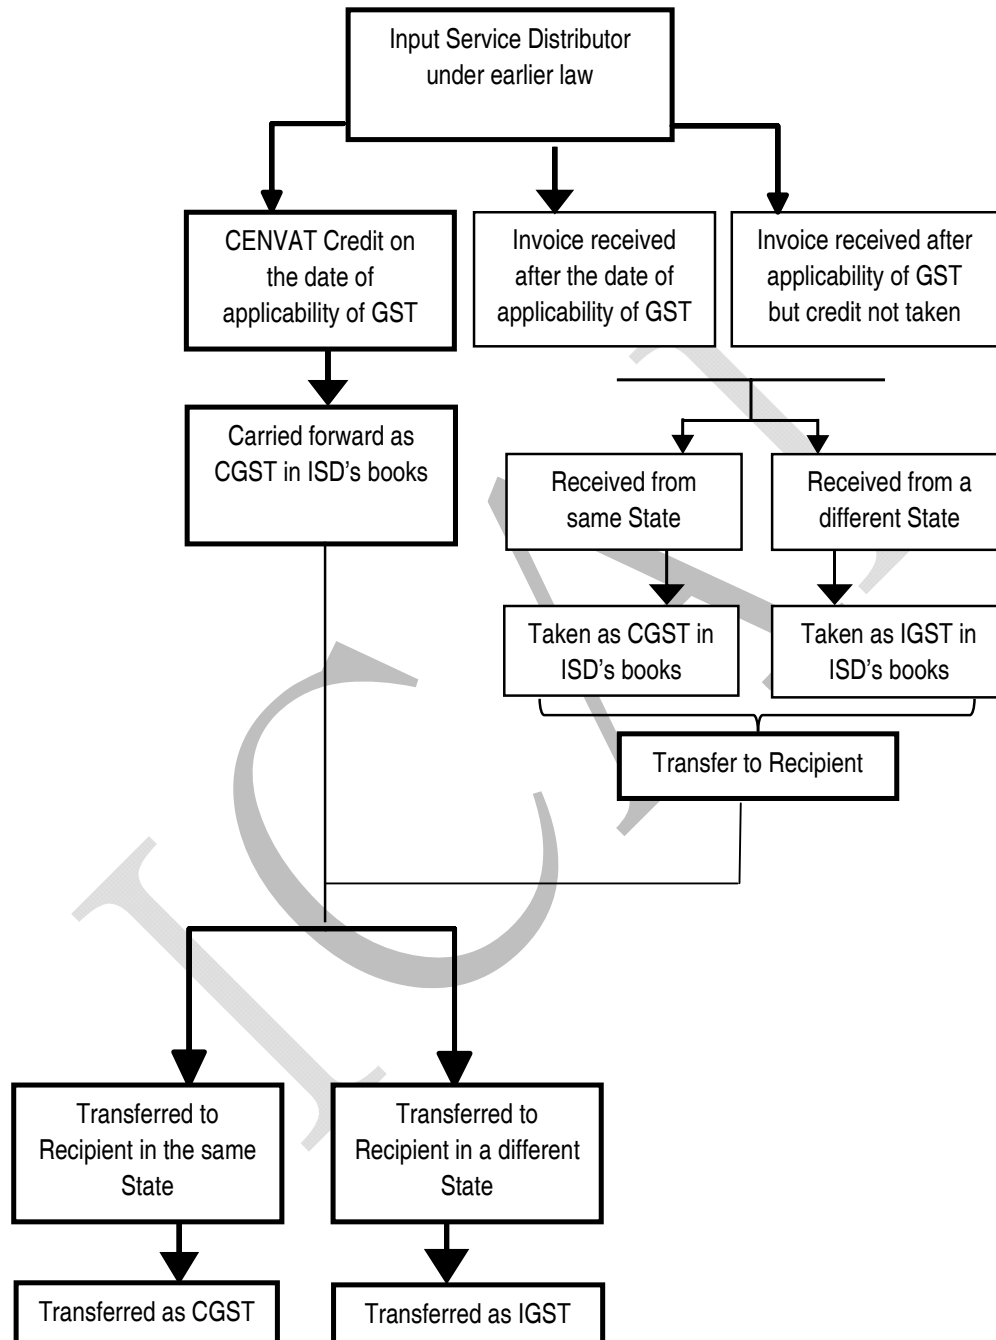 Input Service Distributor
under earlier law
CENVAT Credit on
the date of
applicability of GST
Invoice received
after the date of
applicability of GST
Invoice received after
applicability of GST
but credit not taken
Carried forward as
CGST in ISD's books
Received from
same State
Received from a
different State
Taken as CGST in
ISD's books
Taken as IGST in
ISD's books
Transfer to Recipient
Transferred to
Recipient in the same
State
Transferred to
Recipient in a different
State
Transferred as CGST
Transferred as IGST
ICAI